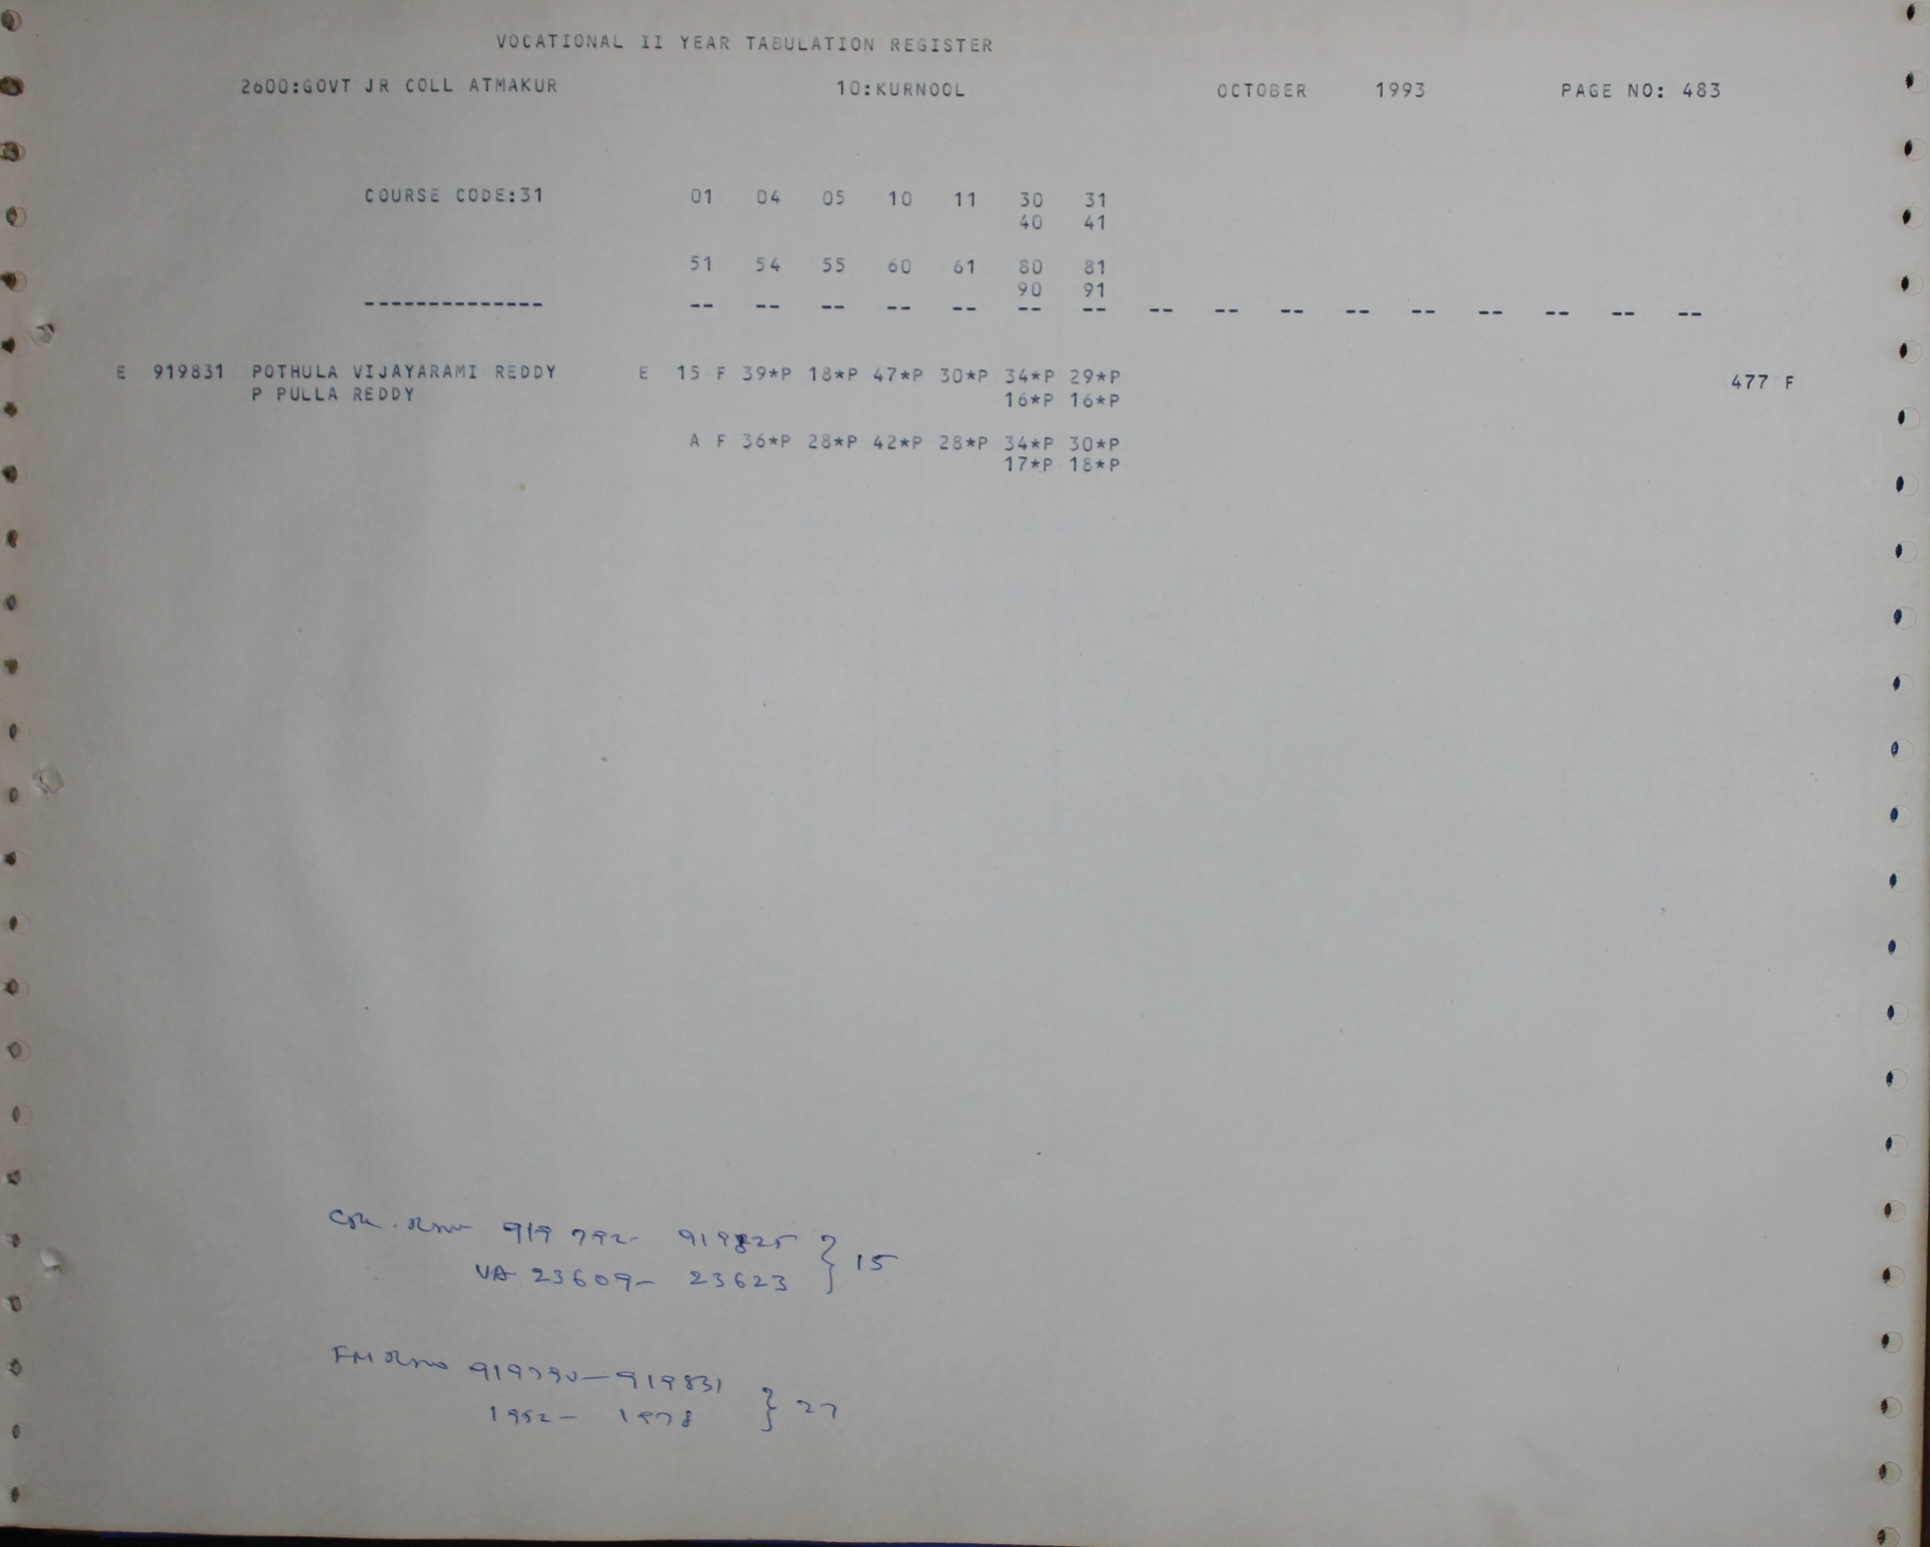 VOCATIONAL II YEAR TABULATION REGISTER
2600:GOVT JR COLL ATMAKUR 10:KURNOOL OCTOBER 1993 PAGE NO: 483
COURSE CODE:31 01 04 05 10 11 30 31
40 41
51 54 55 60 61 80 81
90 91
-------------- -- -- -- -- -- -- -- -- -- -- -- -- -- -- -- --
E 919831 POTHULA VIJAYARAMI REDDY E 15 F 39*P 18*P 47*P 30*P 34*P 29*P 477 F
P PULLA REDDY 16*P 16*P
A F 36*P 28*P 42*P 28*P 34*P 30*P
17*P 18*P
919792- 919825 } 15
VA 23609- 23623
FM 919790-919831 } 27
1952- 1978